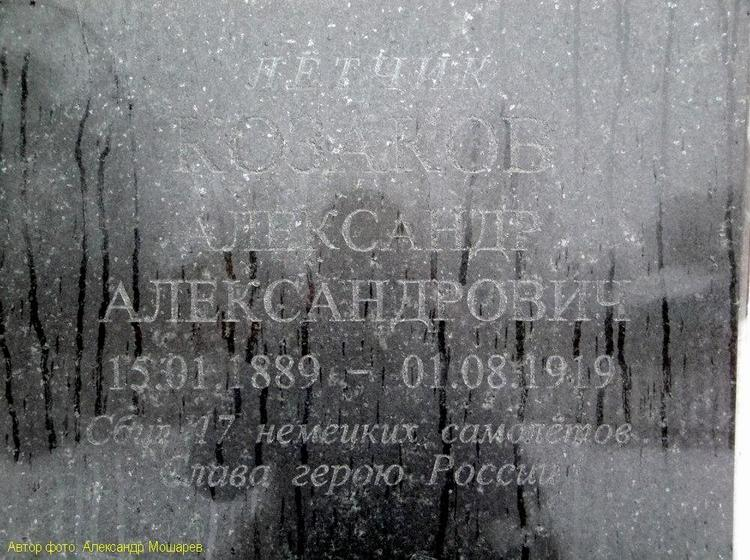 ЛЁТЧИК
КОЗАКОВ
АЛЕКСАНДР
АЛЕКСАНДРОВИЧ
15.01.1889 – 01.08.1919
Сбил 17 немецких самолётов
Слава герою России
Автор фото, Александр Мошарев